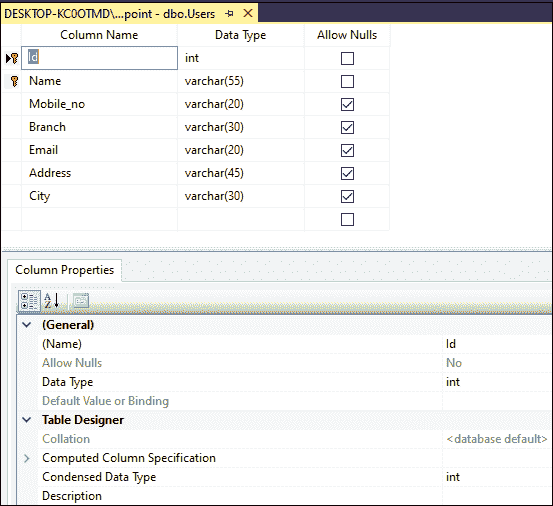 DESKTOP-KC0OTMD\...point - dbo.Users
Column Name Data Type Allow Nulls
Id int
Name varchar(55)
Mobile_no varchar(20)
Branch varchar(30)
Email varchar(20)
Address varchar(45)
City varchar(30)
Column Properties
A
Z
(General)
(Name) Id
Allow Nulls No
Data Type int
Default Value or Binding
Table Designer
Collation <database default>
Computed Column Specification
Condensed Data Type int
Description